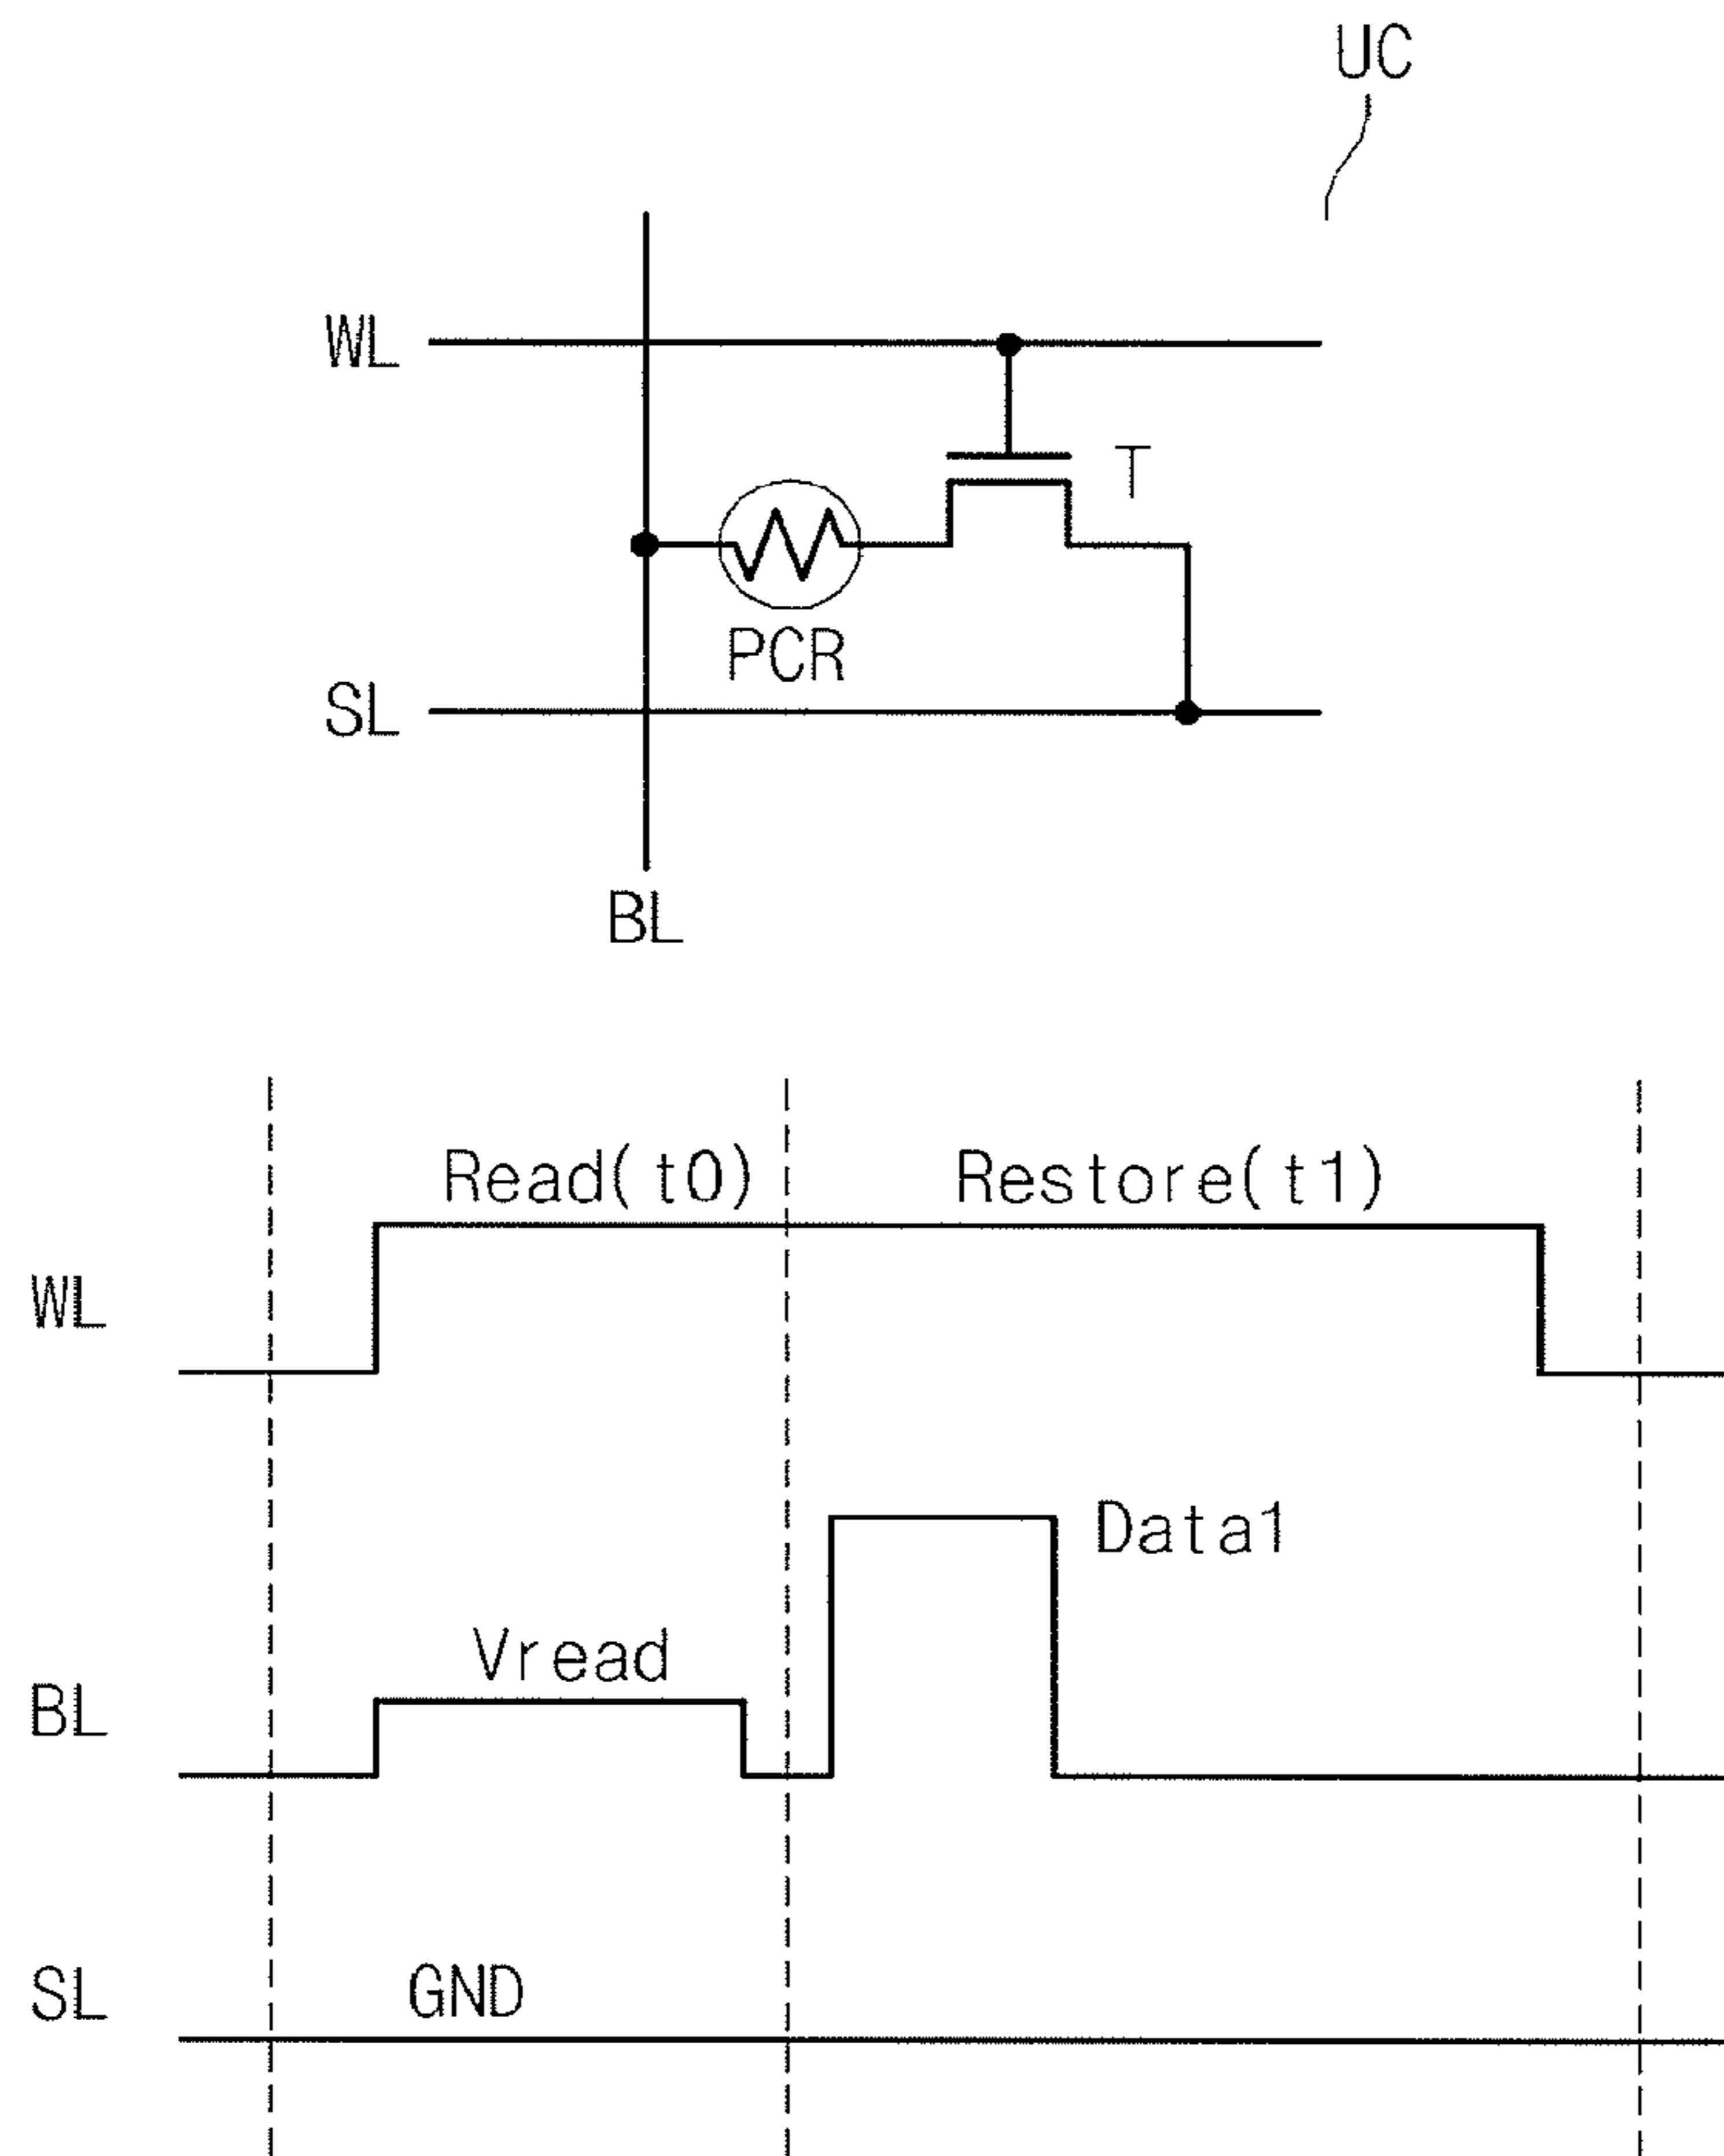 UC
WL
T
PCR
SL
BL
Read(t0) Restore(t1)
WL
Data1
Vread
BL
SL GND